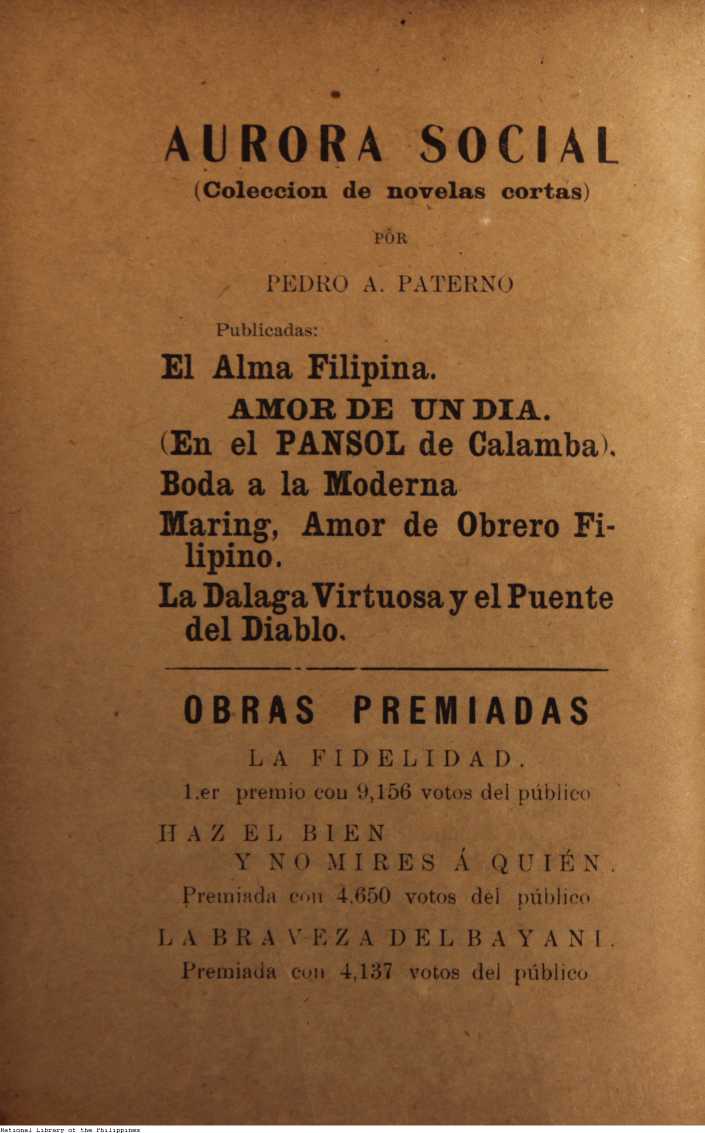 AURORA SOCIAL
(Coleccion de novelas cortas)
PÔR
PEDRO A. PATERNO
Publicadas:
El Alma Filipina.
AMOR DE UN DIA.
(En el PANSOL de Calamba).
Boda a la Moderna
Maring, Amor de Obrero Fi-
lipino.
La Dalaga Virtuosa y el Puente
del Diablo.
OBRAS PREMIADAS
LA FIDELIDAD.
1.er premio con 9,156 votos del público
HAZ EL BIEN
Y NO MIRES Á QUIÉN.
Premiada con 4.650 votos del público
LA BRAVEZA DEL BAYANI.
Premiada con 4,137 votos del público
National Library of the Philippines